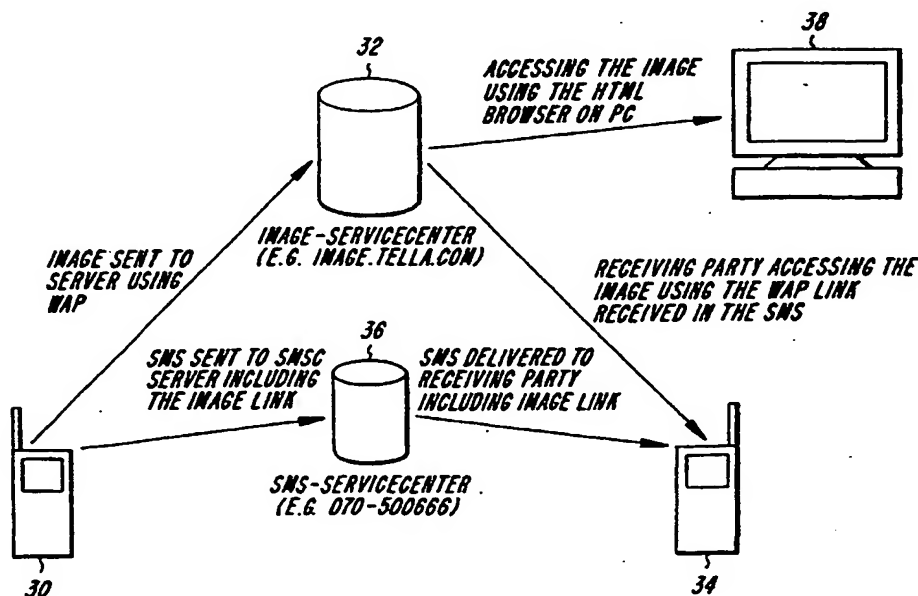 32
38
ACCESSING THE IMAGE
USING THE HTML
BROWSER ON PC
IMAGE-SERVICECENTER
(E.G. IMAGE.TELLA.COM)
IMAGE SENT TO
SERVER USING
WAP
RECEIVING PARTY ACCESSING THE
IMAGE USING THE WAP LINK
RECEIVED IN THE SMS
36
SMS SENT TO SMSC
SERVER INCLUDING
THE IMAGE LINK
SMS DELIVERED TO
RECEIVING PARTY
INCLUDING IMAGE LINK
SMS-SERVICECENTER
(E.G. 070-500666)
30
34